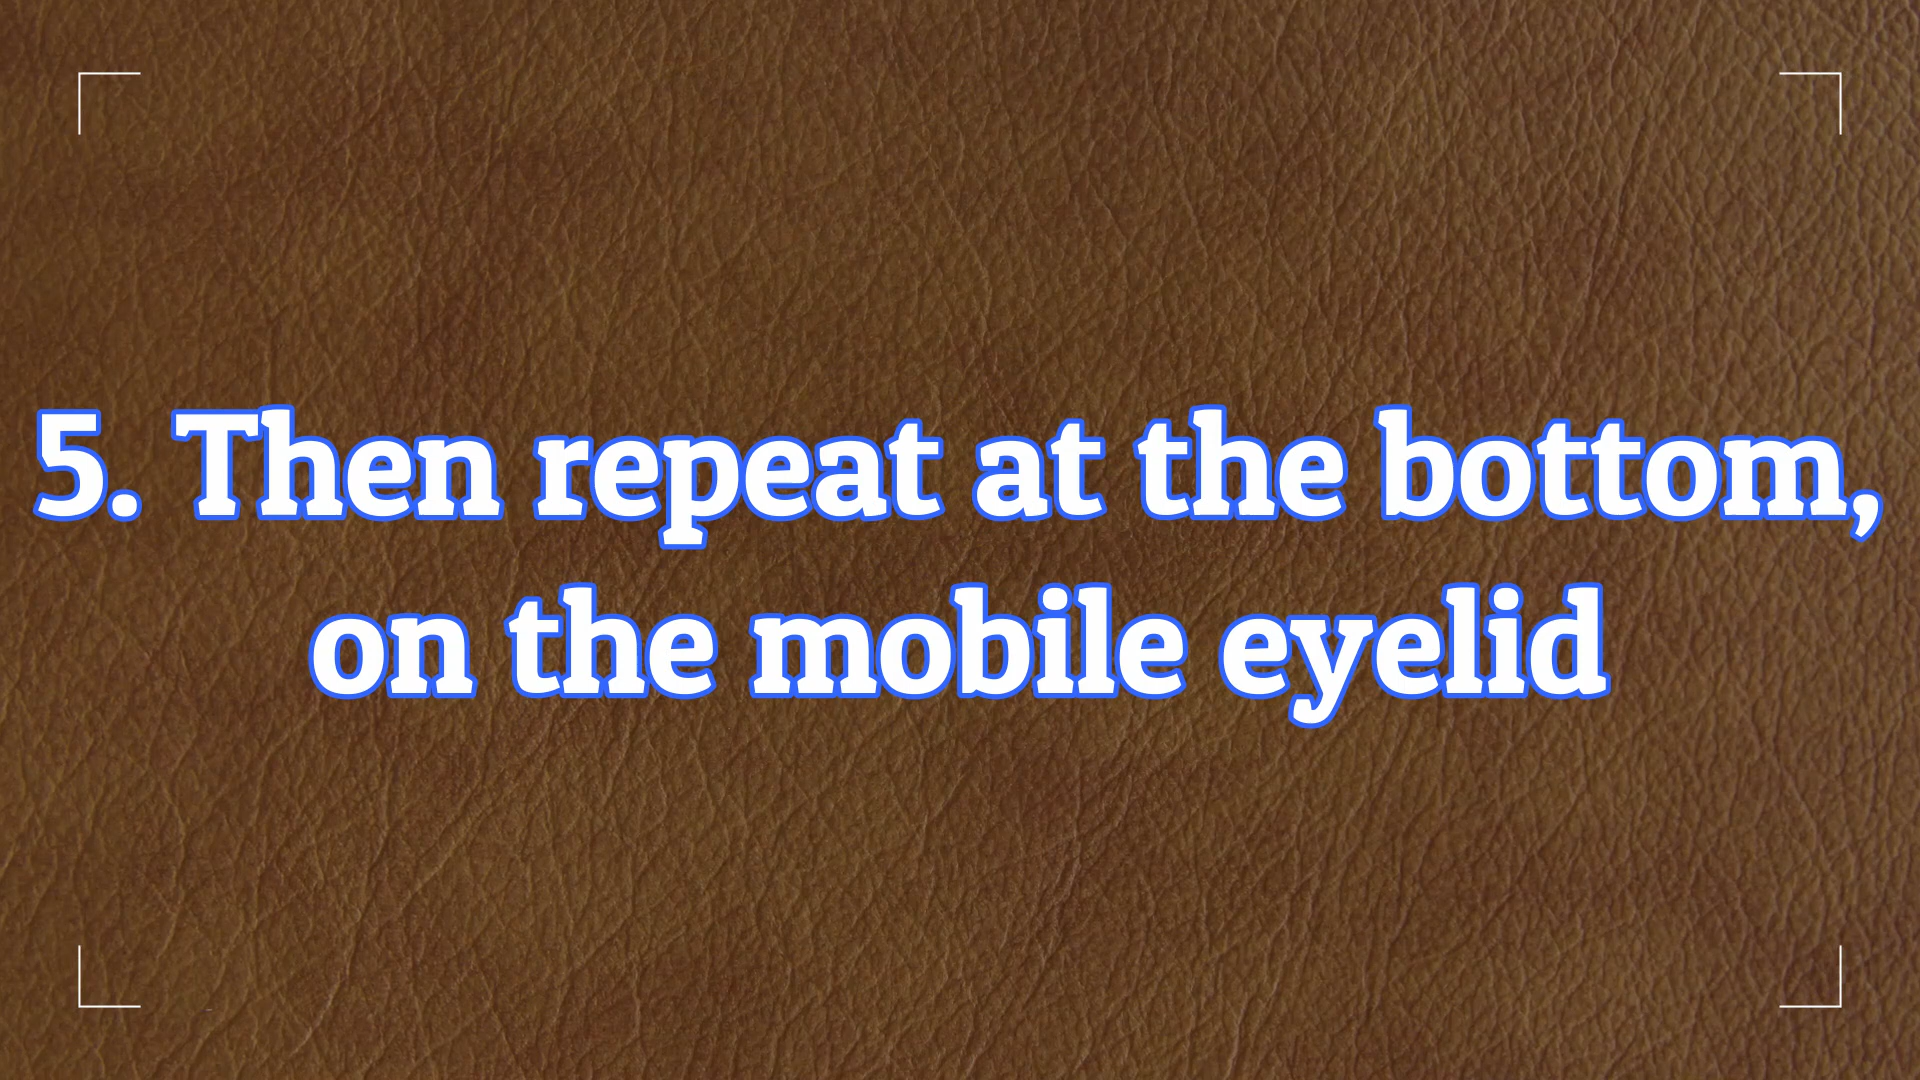 5. Then repeat at the bottom,
on the mobile eyelid